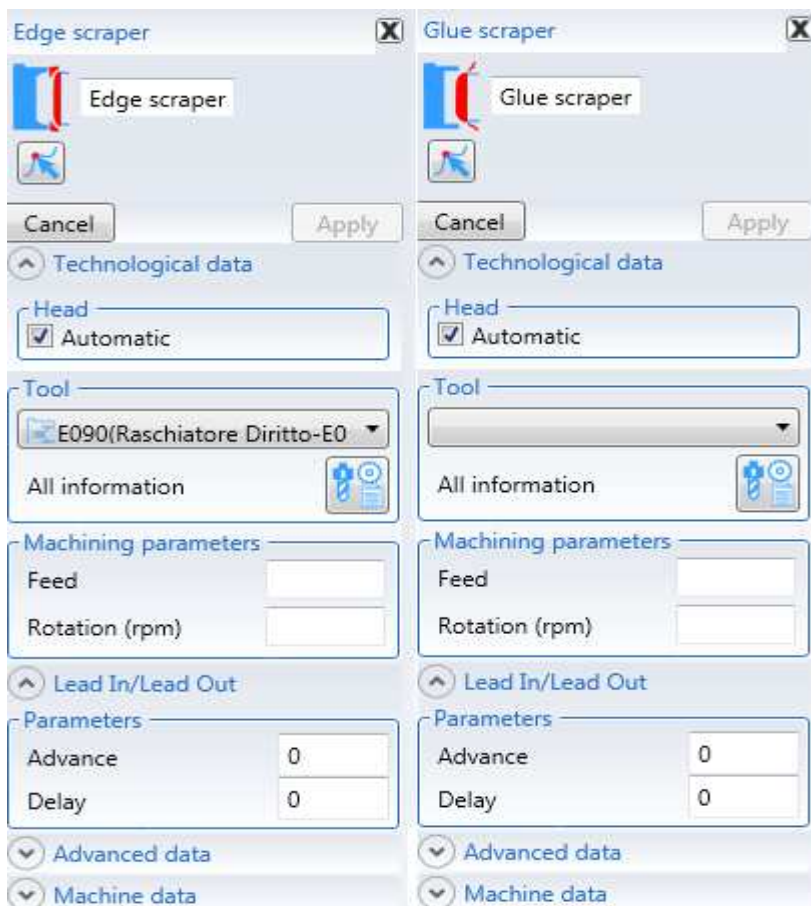 Edge scraper
Edge scraper
Cancel Apply
Technological data
Head
Automatic
Tool
E090(Raschiatore Diritto-E0
All information
Machining parameters
Feed
Rotation (rpm)
Lead In/Lead Out
Parameters
Advance 0
Delay 0
Advanced data
Machine data
Glue scraper
Glue scraper
Cancel Apply
Technological data
Head
Automatic
Tool
All information
Machining parameters
Feed
Rotation (rpm)
Lead In/Lead Out
Parameters
Advance 0
Delay 0
Advanced data
Machine data